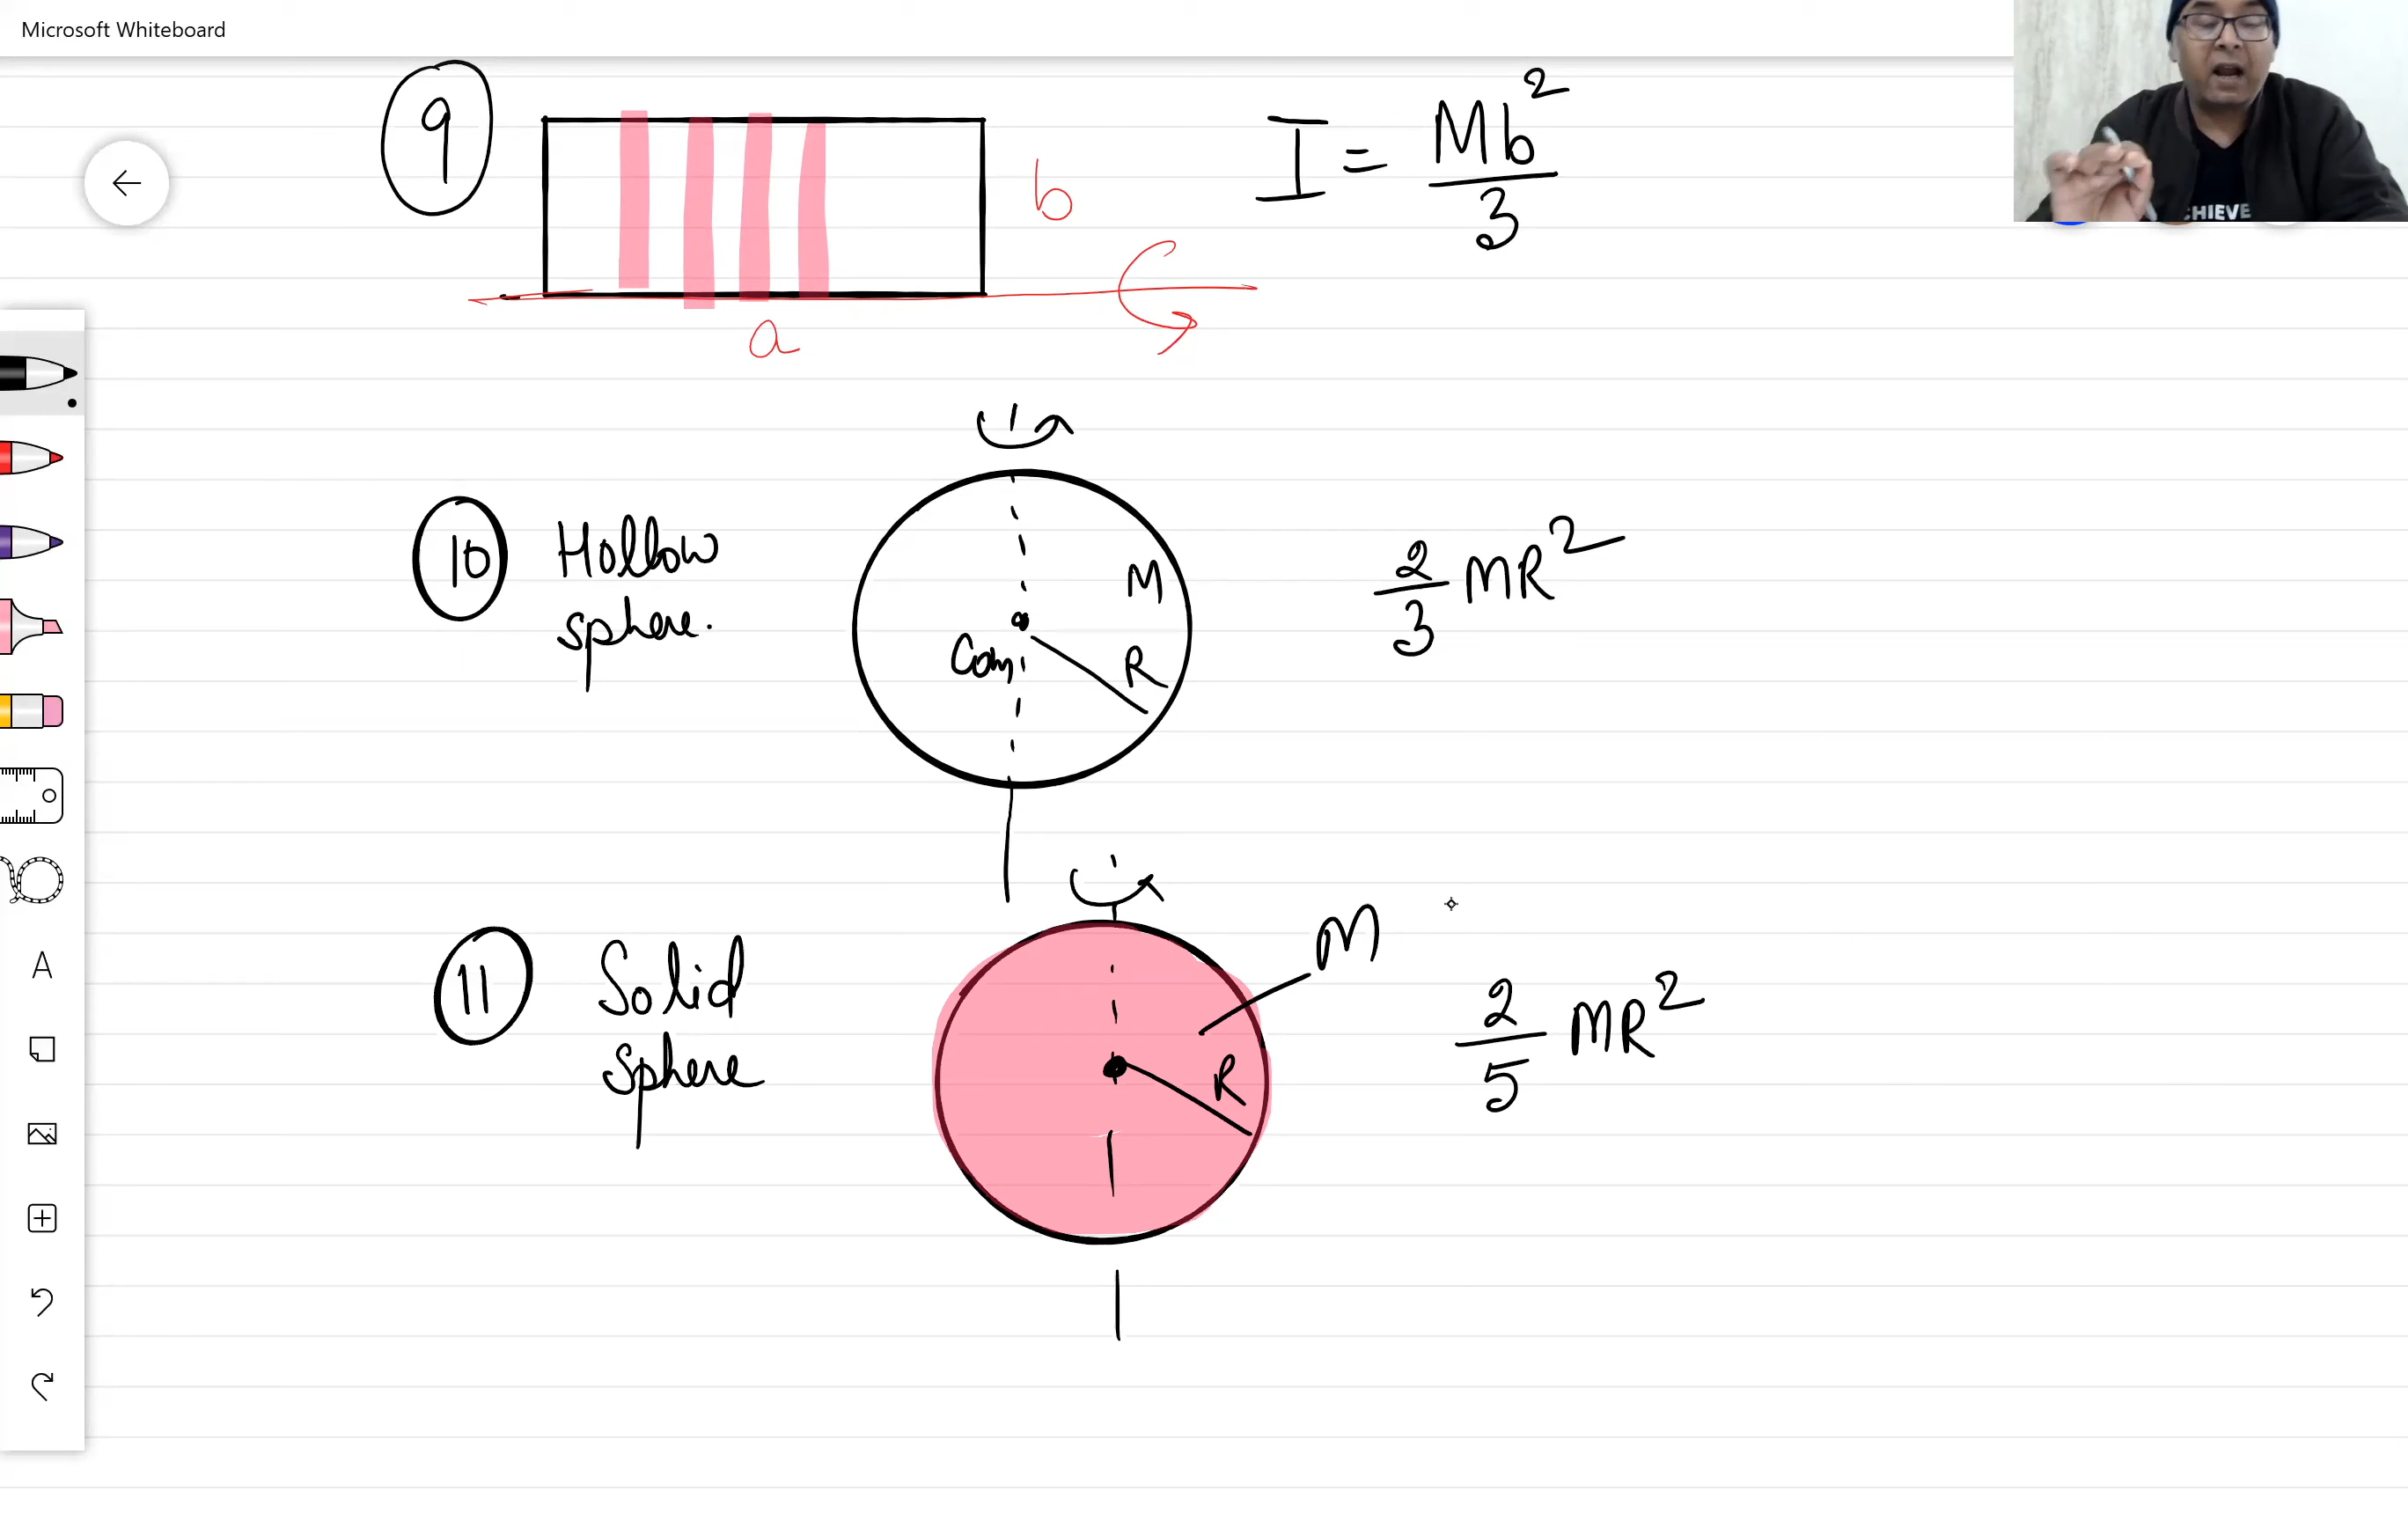 Microsoft Whiteboard
9
b
a
I = Mb²/3
CHIEVE
10 Hollow
sphere.
M
R
Com
2/3 MR²
11 Solid
sphere
M
R
2/5 MR²
A